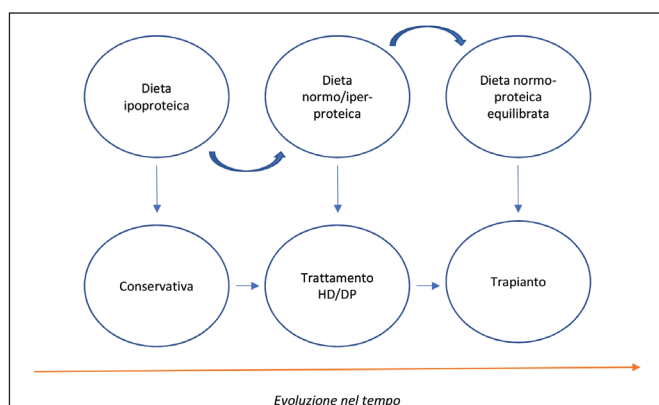 Dieta
ipoproteica
Dieta
normo/iper-
proteica
Dieta normo-
proteica
equilibrata
Conservativa
Trattamento
HD/DP
Trapianto
Evoluzione nel tempo